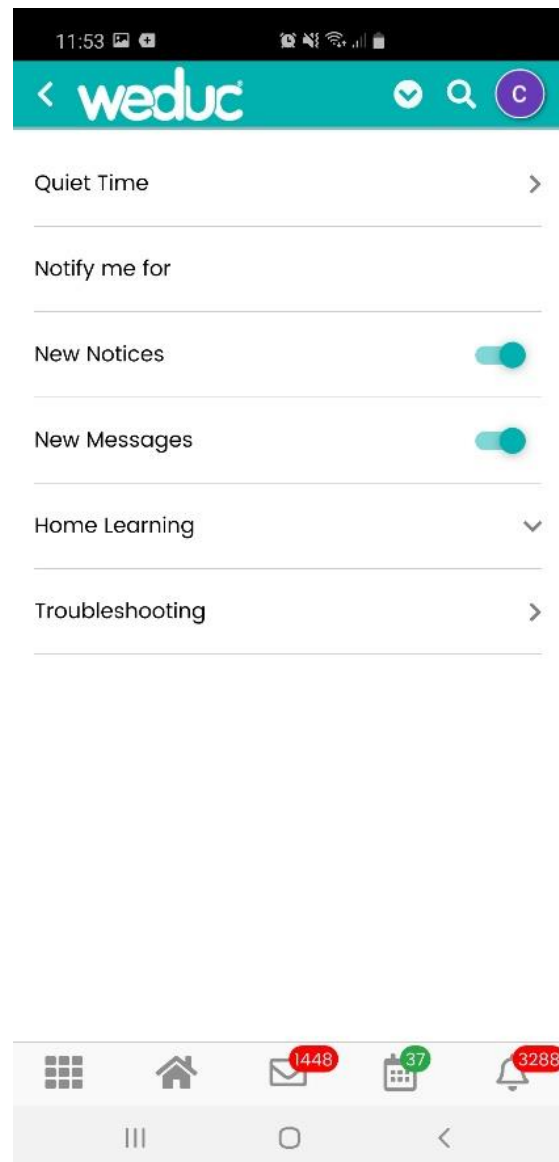 11:53
weduc
C
Quiet Time
Notify me for
New Notices
New Messages
Home Learning
Troubleshooting
1448
37
3288